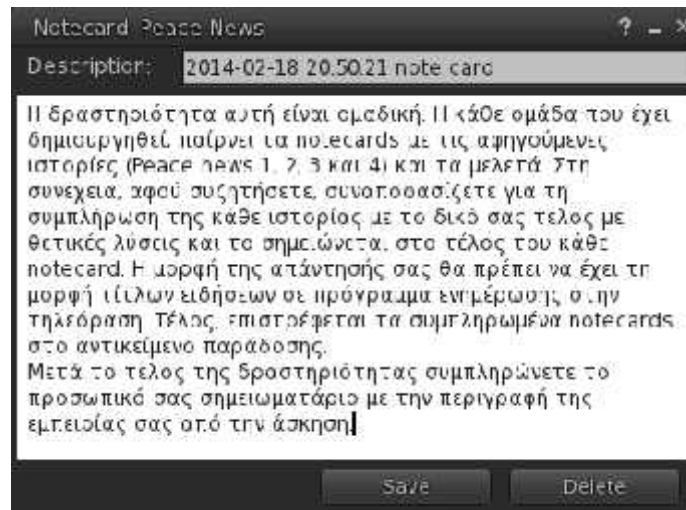 Notecard Peace News
? _ ×
Description: 2014-02-18 20.50.21 note card
Η δραστηριότητα αυτή είναι ομαδική. Η κάθε ομάδα που έχει
δημιουργηθεί παίρνει τα notecards με τις αφηγούμενες
ιστορίες (Peace news 1, 2, 3 και 4) και τα μελετά. Στη
συνεχεια, αφού συζητήσετε, συναποφασίζετε για τη
συμπλήρωση της κάθε ιστορίας με το δικό σας τέλος με
θετικές λύσεις και το σημειώνετα, στο τέλος του κάθε
notecard. Η μορφή της απάντησής σας θα πρέπει να έχει τη
μορφή τίτλων ειδήσεων σε πρόγραμμα ενημέρωσης στην
τηλεόραση. Τέλος, επιστρέφεται τα συμπληρωμένα notecards
στο αντικείμενο παράδοσης.
Μετά το τελος της δραστηριότητας συμπληρώνετε το
προσωπικό σας σημειωματάριο με την περιγραφή της
εμπειρίας σας από την άσκηση.
Save Delete